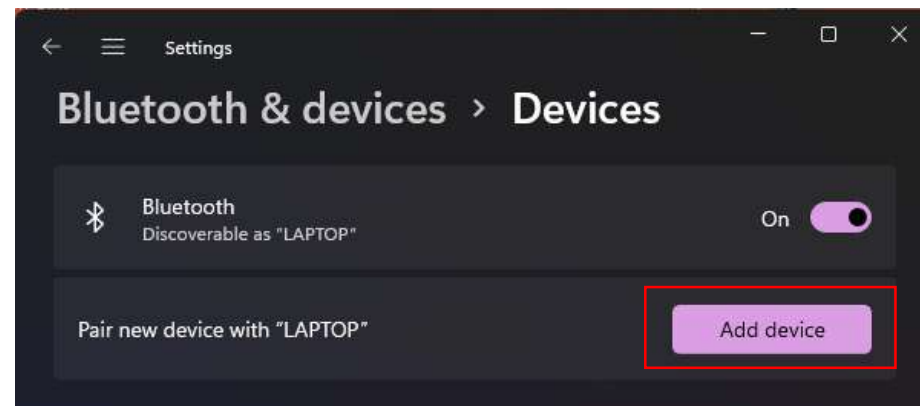 Settings
Bluetooth & devices > Devices
Bluetooth
Discoverable as "LAPTOP"
On
Pair new device with "LAPTOP"
Add device